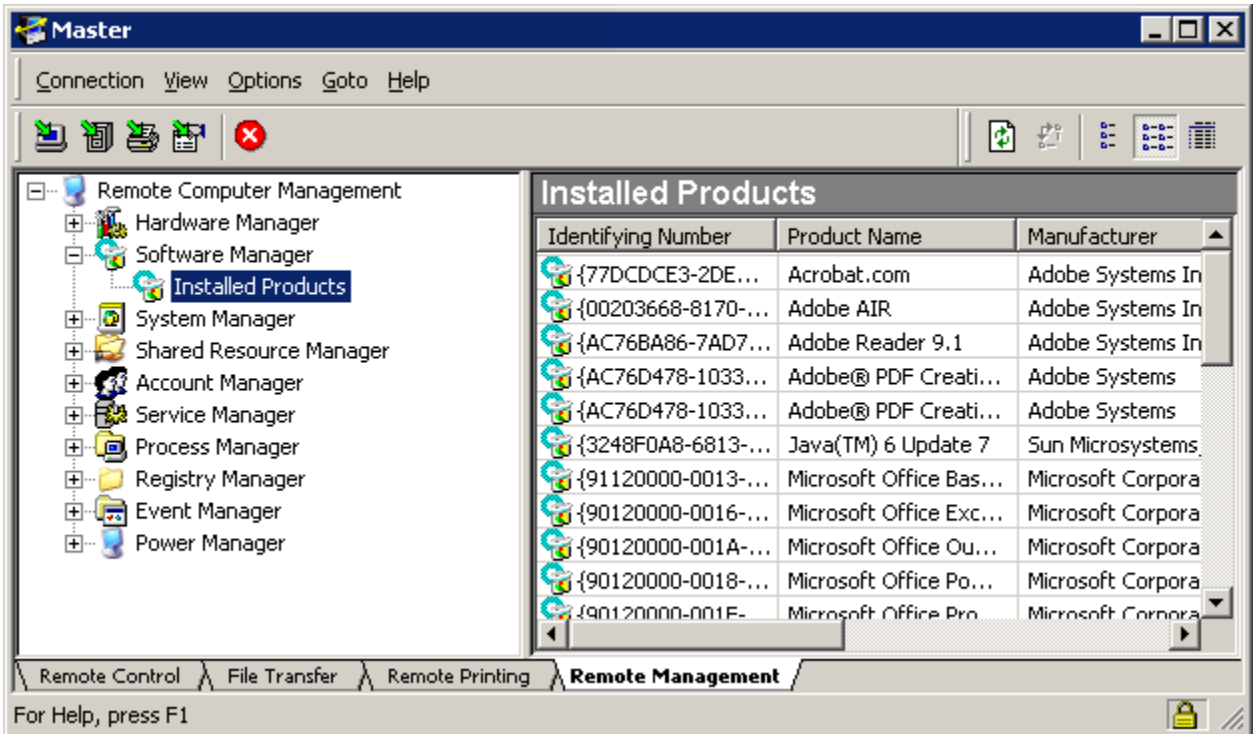 Master
Connection View Options Goto Help
Remote Computer Management
Hardware Manager
Software Manager
Installed Products
System Manager
Shared Resource Manager
Account Manager
Service Manager
Process Manager
Registry Manager
Event Manager
Power Manager
Installed Products
Identifying Number Product Name Manufacturer
{77DCDCE3-2DE... Acrobat.com Adobe Systems In
{00203668-8170-... Adobe AIR Adobe Systems In
{AC76BA86-7AD7... Adobe Reader 9.1 Adobe Systems In
{AC76D478-1033... Adobe® PDF Creati... Adobe Systems
{AC76D478-1033... Adobe® PDF Creati... Adobe Systems
{3248F0A8-6813-... Java(TM) 6 Update 7 Sun Microsystems,
{91120000-0013-... Microsoft Office Bas... Microsoft Corpora
{90120000-0016-... Microsoft Office Exc... Microsoft Corpora
{90120000-001A-... Microsoft Office Ou... Microsoft Corpora
{90120000-0018-... Microsoft Office Po... Microsoft Corpora
Microsoft Office Pro Microsoft Corpora
Remote Control File Transfer Remote Printing Remote Management
For Help, press F1